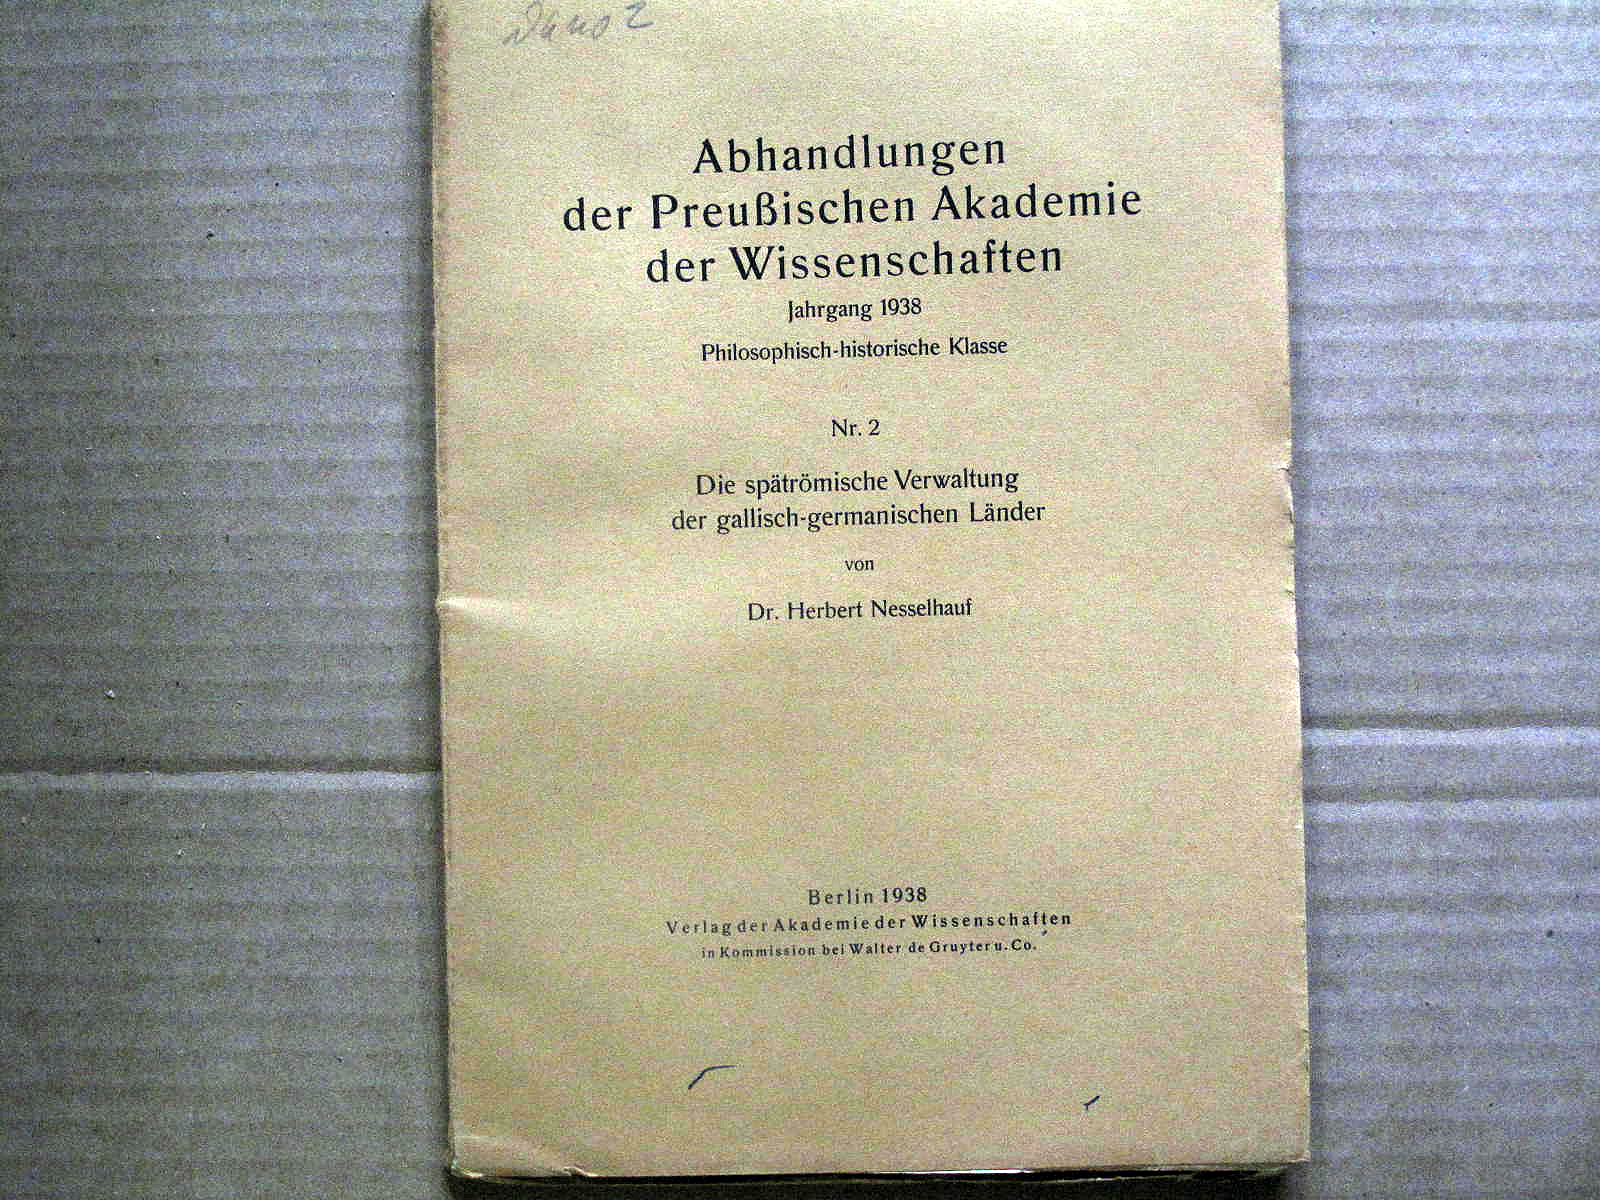 Abhandlungen
der Preußischen Akademie
der Wissenschaften
Jahrgang 1938
Philosophisch-historische Klasse
Nr. 2
Die spätrömische Verwaltung
der gallisch-germanischen Länder
von
Dr. Herbert Nesselhauf
Berlin 1938
Verlag der Akademie der Wissenschaften
in Kommission bei Walter de Gruyter u. Co.